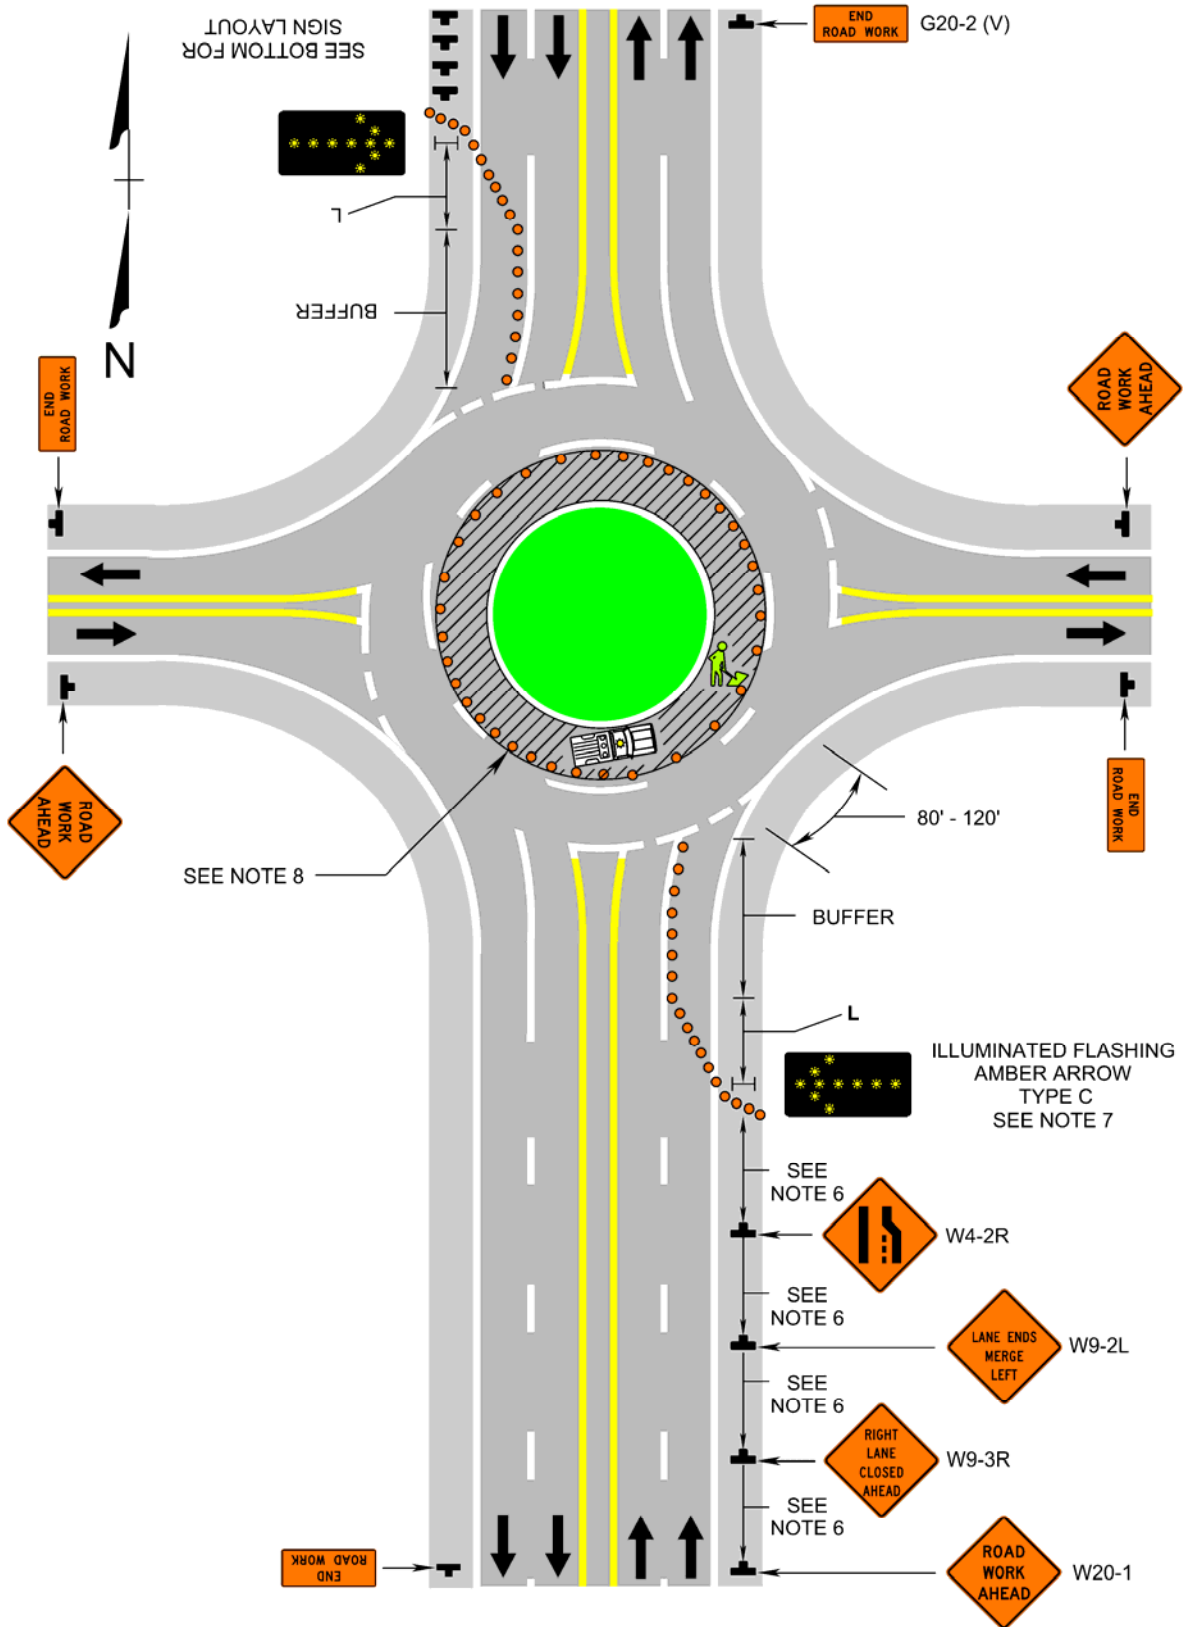 END
ROAD WORK
G20-2 (V)
SEE BOTTOM FOR
SIGN LAYOUT
L
BUFFER
N
END
ROAD WORK
ROAD
WORK
AHEAD
ROAD
WORK
AHEAD
END
ROAD WORK
80' - 120'
SEE NOTE 8
BUFFER
L
ILLUMINATED FLASHING
AMBER ARROW
TYPE C
SEE NOTE 7
SEE
NOTE 6
W4-2R
SEE
NOTE 6
LANE ENDS
MERGE
LEFT
W9-2L
SEE
NOTE 6
RIGHT
LANE
CLOSED
AHEAD
W9-3R
SEE
NOTE 6
END
ROAD WORK
ROAD
WORK
AHEAD
W20-1